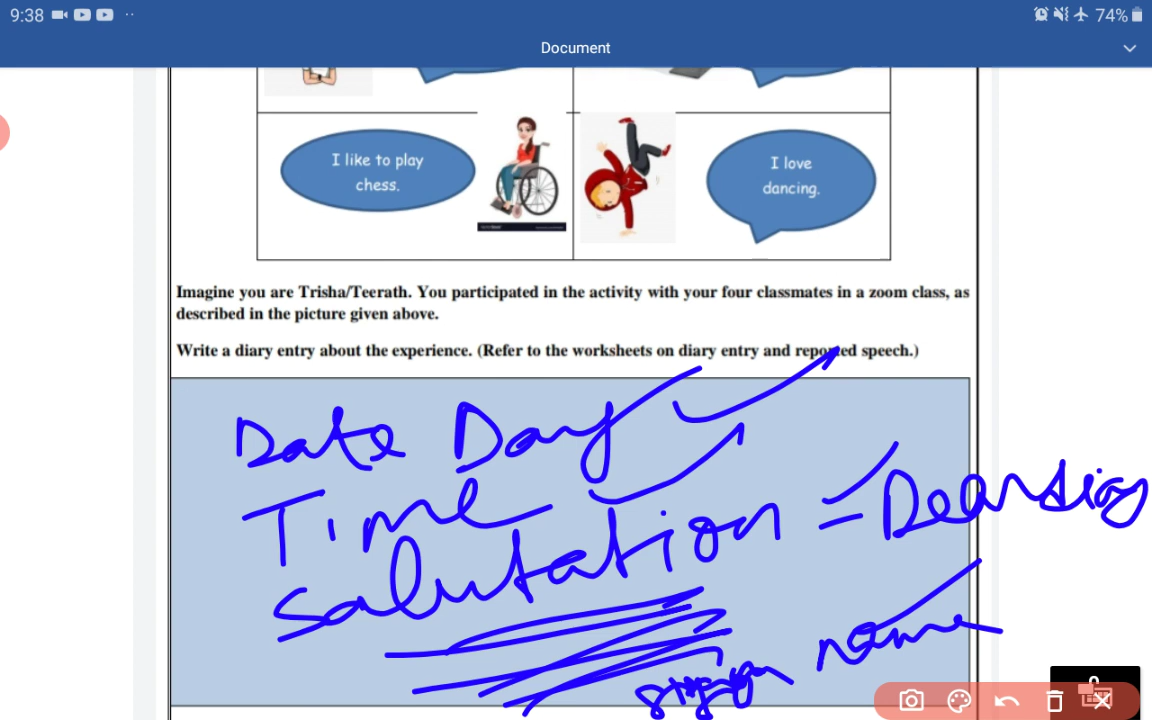 9:38
74%
Document
I like to play
chess.
I love
dancing.
Imagine you are Trisha/Teerath. You participated in the activity with your four classmates in a zoom class, as
described in the picture given above.
Write a diary entry about the experience. (Refer to the worksheets on diary entry and reported speech.)
Date Day
Time
Salutation = Dear diary
name